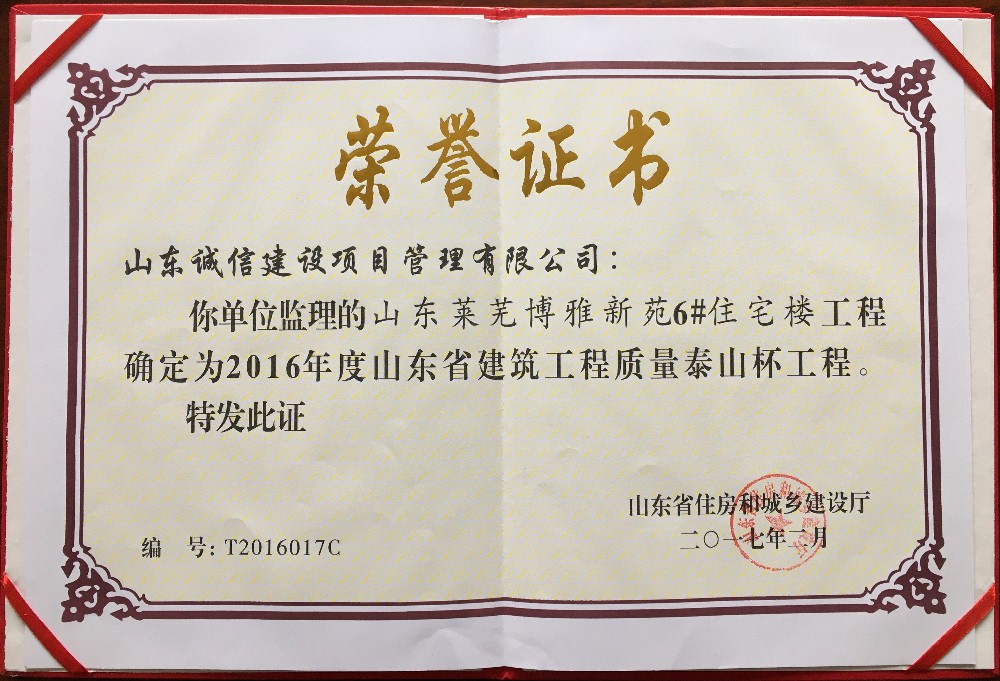 荣誉证书
山东诚信建设项目管理有限公司：
你单位监理的山东莱芜博雅新苑6#住宅楼工程
确定为2016年度山东省建筑工程质量泰山杯工程。
特发此证
山东省住房和城乡建设厅
二〇一七年二月
编 号：T2016017C